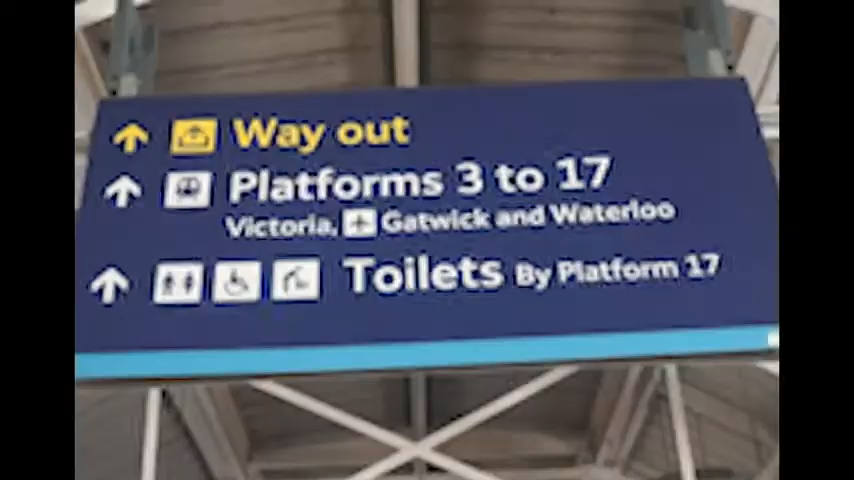 Way out
Platforms 3 to 17
Victoria, Gatwick and Waterloo
Toilets By Platform 17